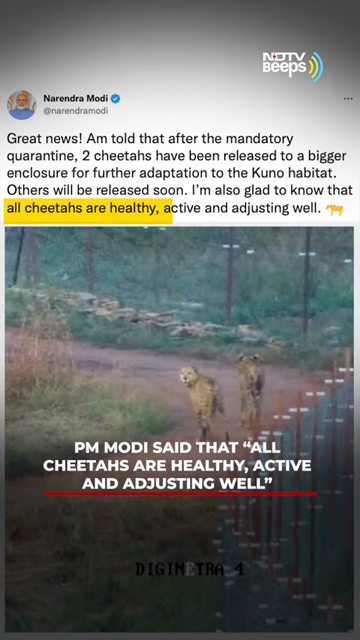 NDTV
Beeps
Narendra Modi
@narendramodi
Great news! Am told that after the mandatory
quarantine, 2 cheetahs have been released to a bigger
enclosure for further adaptation to the Kuno habitat.
Others will be released soon. I'm also glad to know that
all cheetahs are healthy, active and adjusting well. 🐆
PM MODI SAID THAT “ALL
CHEETAHS ARE HEALTHY, ACTIVE
AND ADJUSTING WELL”
DIGINETRA 4